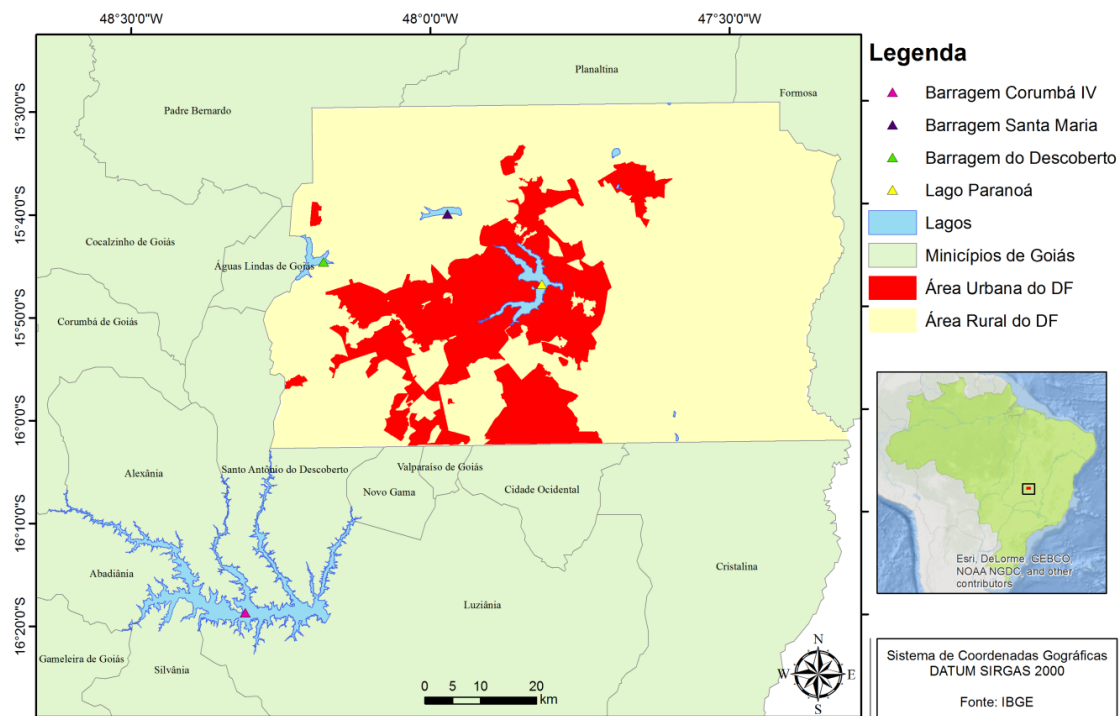 48°30'0"W
48°0'0"W
47°30'0"W
15°30'0"S
15°40'0"S
15°50'0"S
16°0'0"S
16°10'0"S
16°20'0"S
Planaltina
Formosa
Padre Bernardo
Cocalzinho de Goiás
Águas Lindas de Goiás
Corumbá de Goiás
Alexânia
Santo Antônio do Descoberto
Valparaíso de Goiás
Novo Gama
Cidade Ocidental
Cristalina
Abadiânia
Luziânia
Gameleira de Goiás
Silvânia
0 5 10 20
km
N
W E
S
Legenda
Barragem Corumbá IV
Barragem Santa Maria
Barragem do Descoberto
Lago Paranoá
Lagos
Minicípios de Goiás
Área Urbana do DF
Área Rural do DF
Esri, DeLorme, GEBCO,
NOAA NGDC, and other
contributors
Sistema de Coordenadas Gográficas
DATUM SIRGAS 2000
Fonte: IBGE